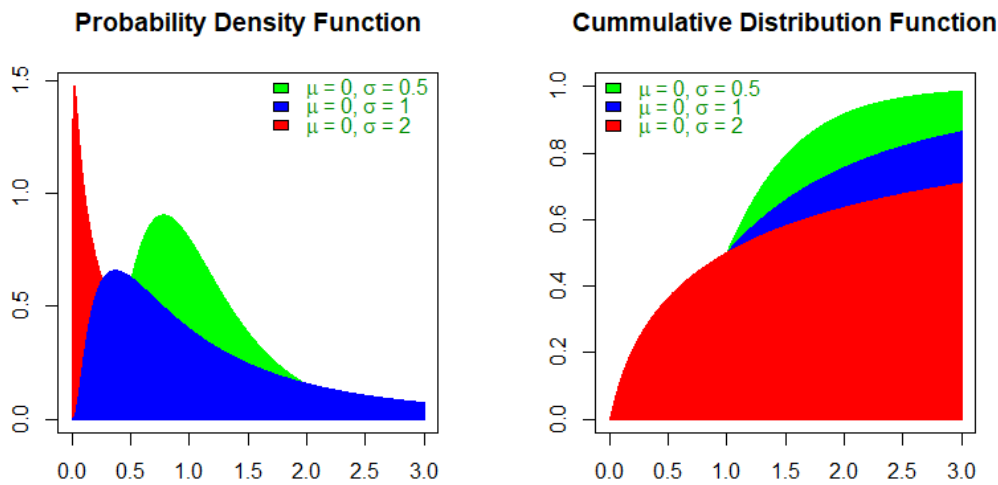 Probability Density Function
μ = 0, σ = 0.5
μ = 0, σ = 1
μ = 0, σ = 2
0.0 0.5 1.0 1.5
0.0 0.5 1.0 1.5 2.0 2.5 3.0
Cummulative Distribution Function
μ = 0, σ = 0.5
μ = 0, σ = 1
μ = 0, σ = 2
0.0 0.2 0.4 0.6 0.8 1.0
0.0 0.5 1.0 1.5 2.0 2.5 3.0